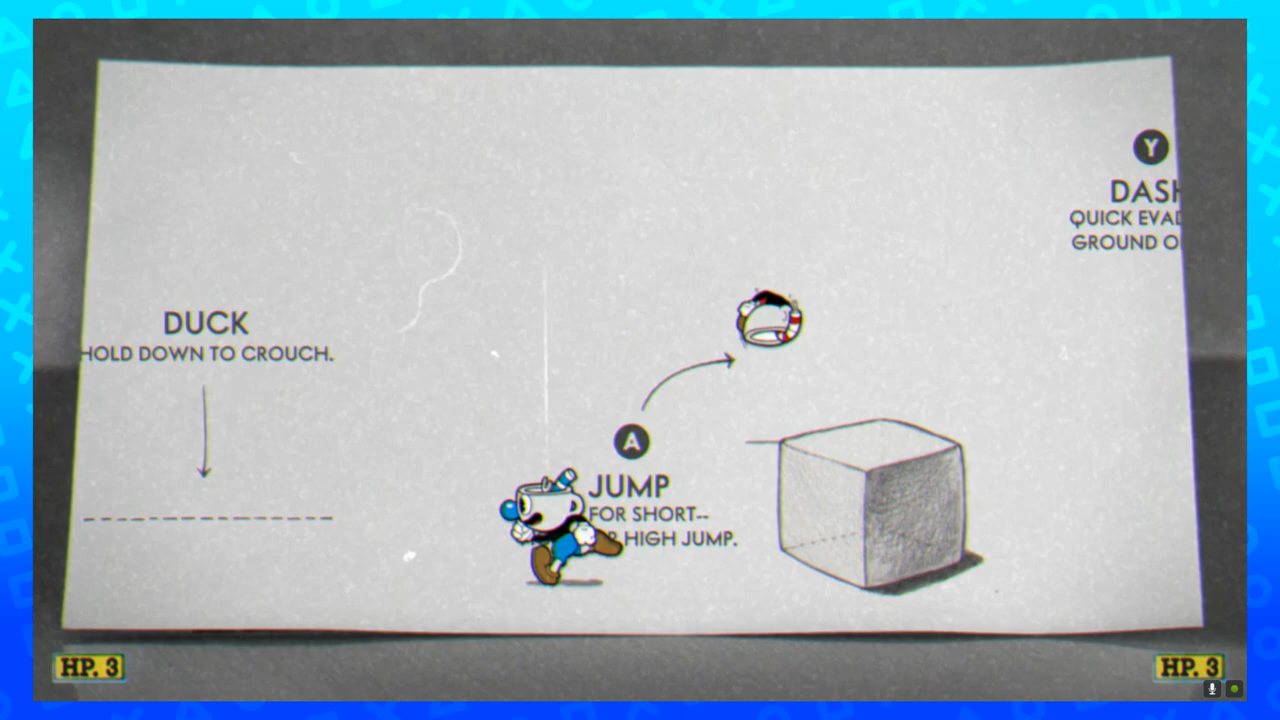 Y
DASH
QUICK EVAD
GROUND O
DUCK
HOLD DOWN TO CROUCH.
A
JUMP
FOR SHORT--
HIGH JUMP.
HP. 3
HP. 3